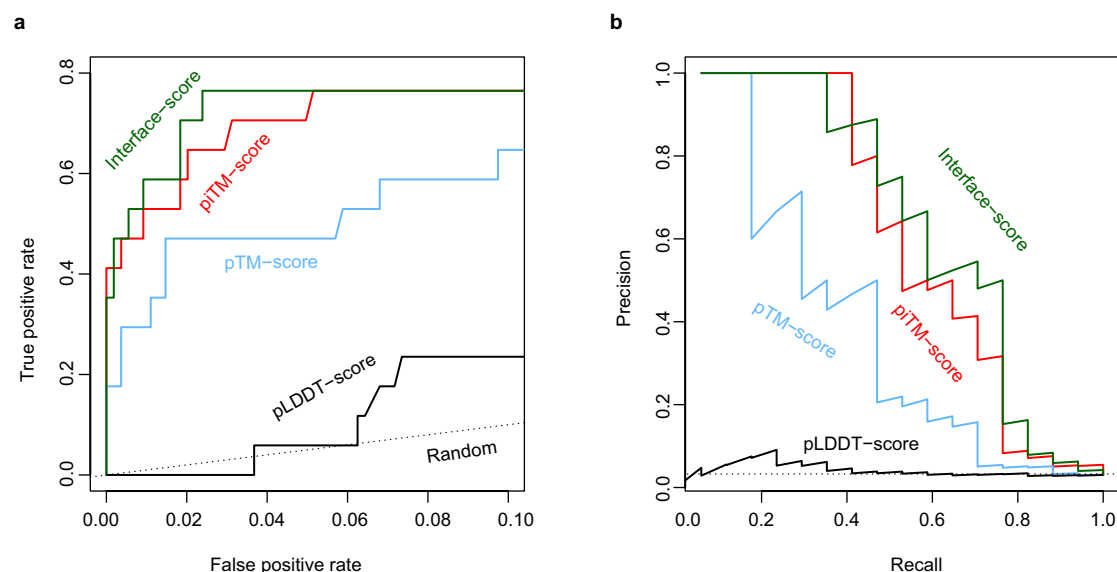 a
True positive rate
0.8
0.6
0.4
0.2
0.0
Interface−score
piTM−score
pTM−score
pLDDT−score
Random
0.00 0.02 0.04 0.06 0.08 0.10
False positive rate
b
Precision
1.0
0.8
0.6
0.4
0.2
0.0
Interface−score
pTM−score
piTM−score
pLDDT−score
0.0 0.2 0.4 0.6 0.8 1.0
Recall